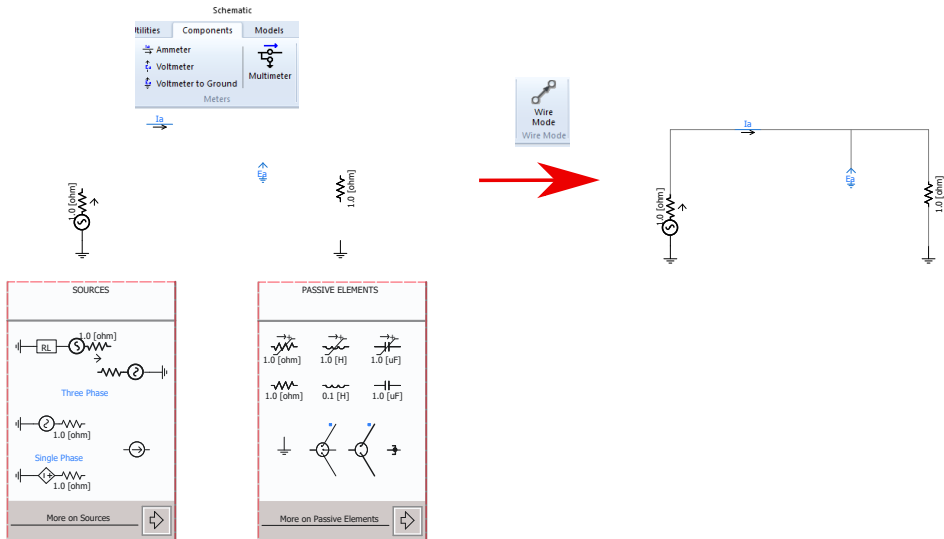 Schematic
Jtilities Components Models
Ammeter
Voltmeter
Voltmeter to Ground
Multimeter
Meters
Ia
Ea
1.0 [ohm]
1.0 [ohm]
Wire
Mode
Wire Mode
Ia
Ea
1.0 [ohm]
1.0 [ohm]
SOURCES
1.0 [ohm]
RL
Three Phase
1.0 [ohm]
Single Phase
1.0 [ohm]
More on Sources
PASSIVE ELEMENTS
1.0 [ohm] 1.0 [H] 1.0 [uF]
1.0 [ohm] 0.1 [H] 1.0 [uF]
More on Passive Elements